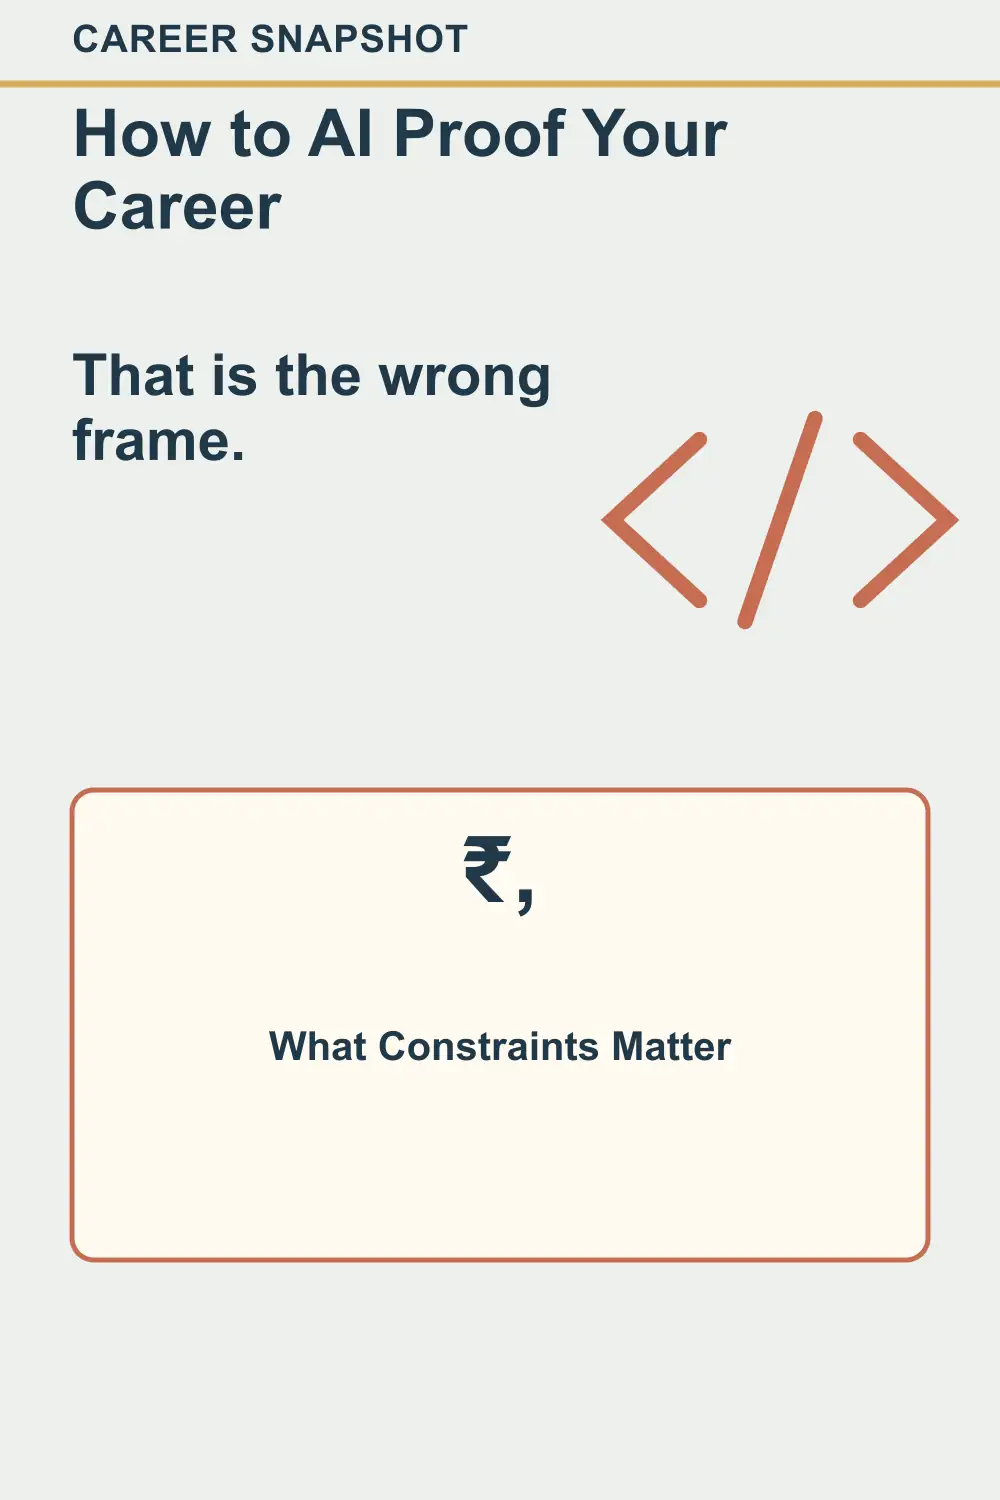 CAREER SNAPSHOT
How to AI Proof Your
Career
That is the wrong
frame.
</>
₹,
What Constraints Matter